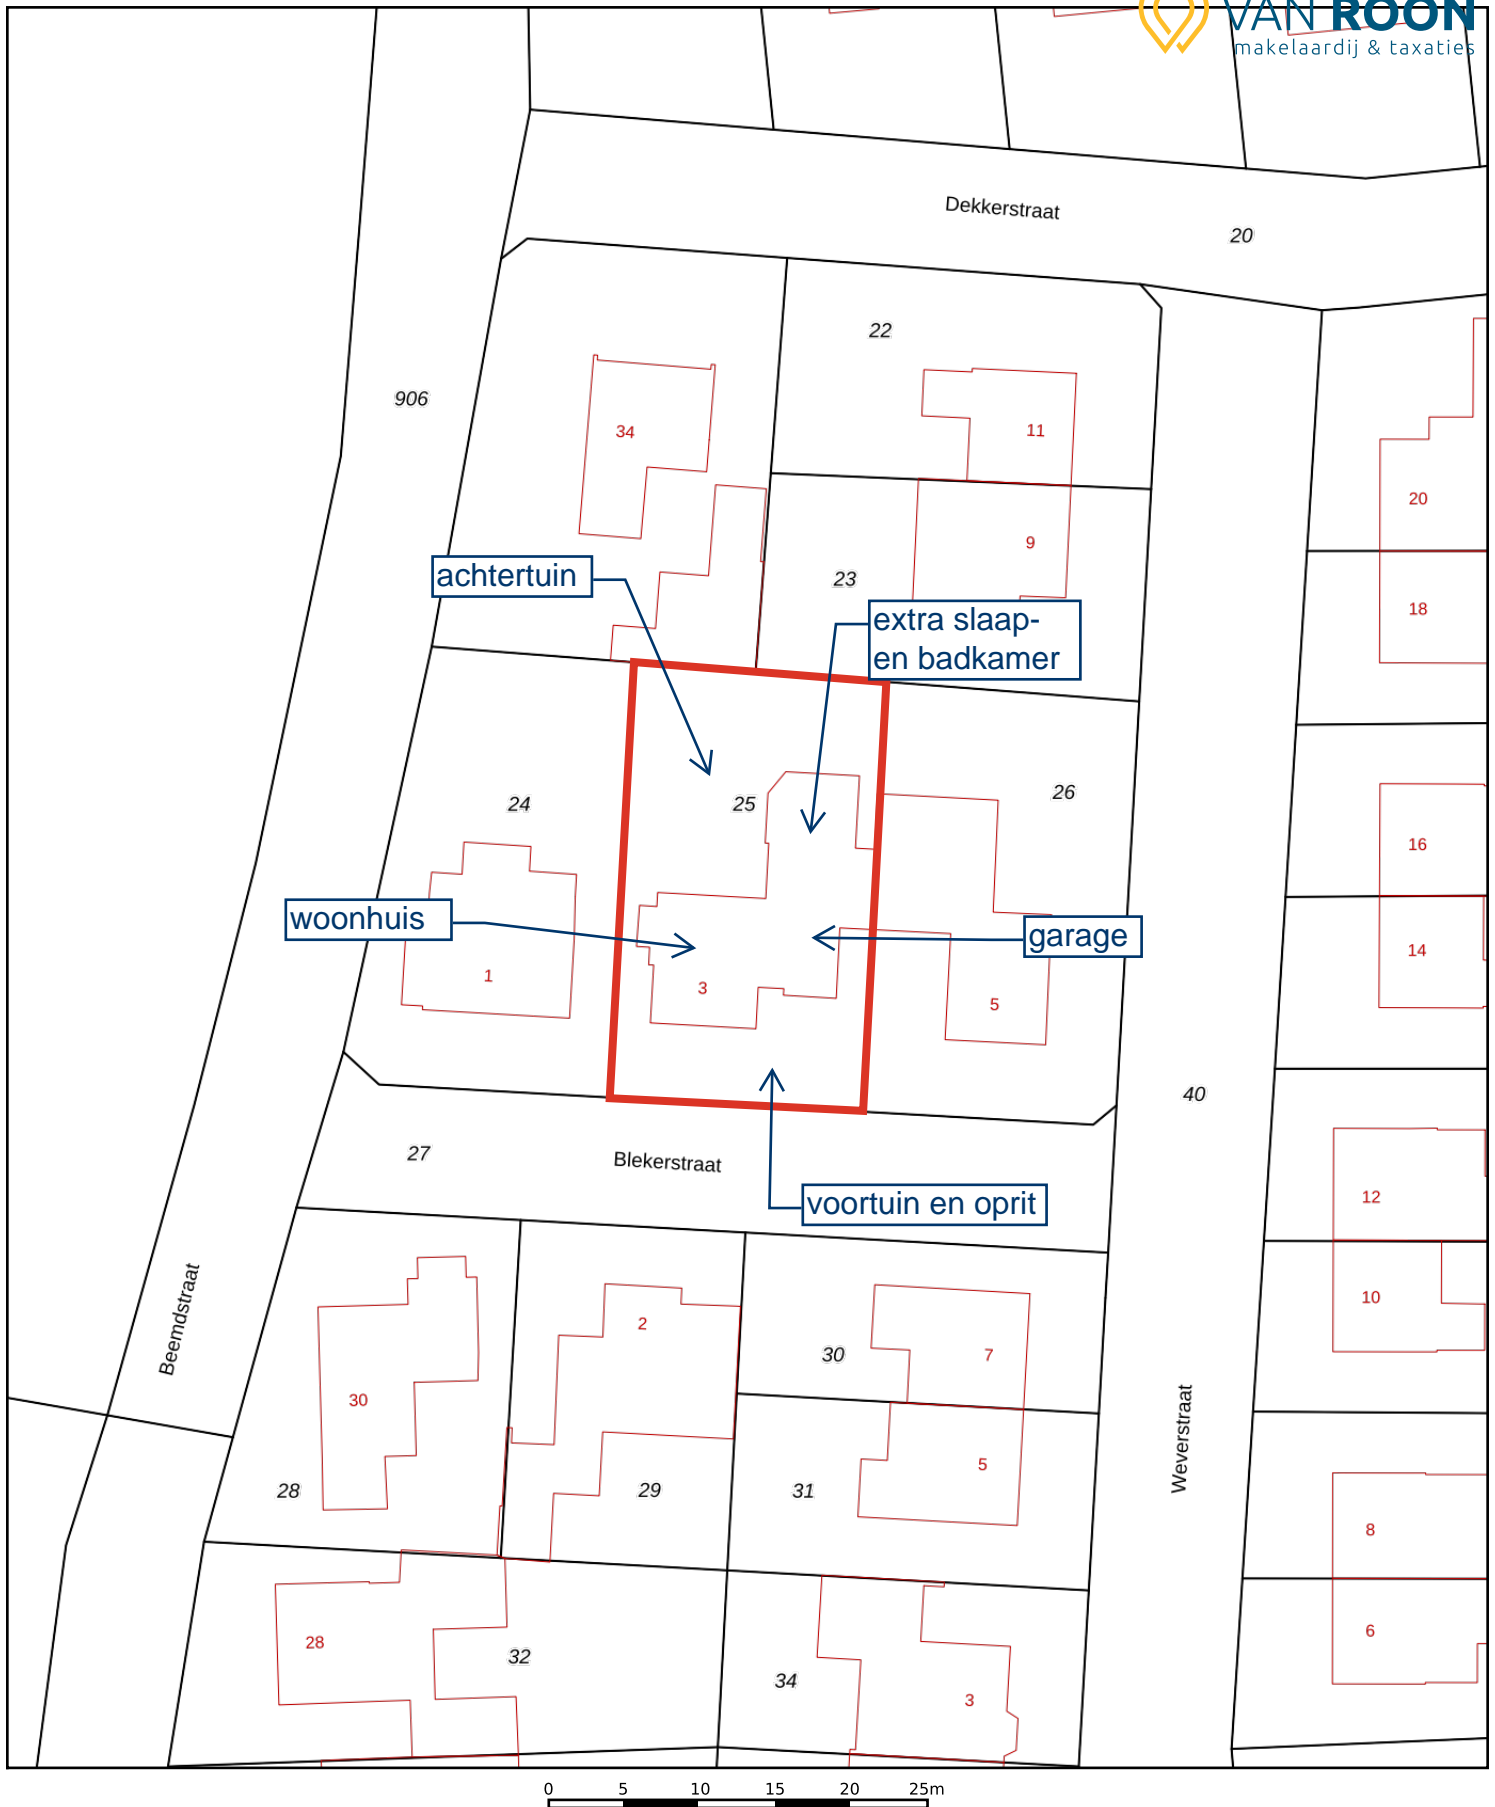 VAN ROON
makelaardij & taxaties
Dekkerstraat
20
22
906
34
11
20
9
achtertuin
23
18
extra slaap-
en badkamer
24
25
26
16
woonhuis
garage
14
1
3
5
40
27
Blekerstraat
12
voortuin en oprit
Beemdstraat
10
2
30
7
30
Weverstraat
5
28
29
31
8
28
32
6
34
3
0 5 10 15 20 25m